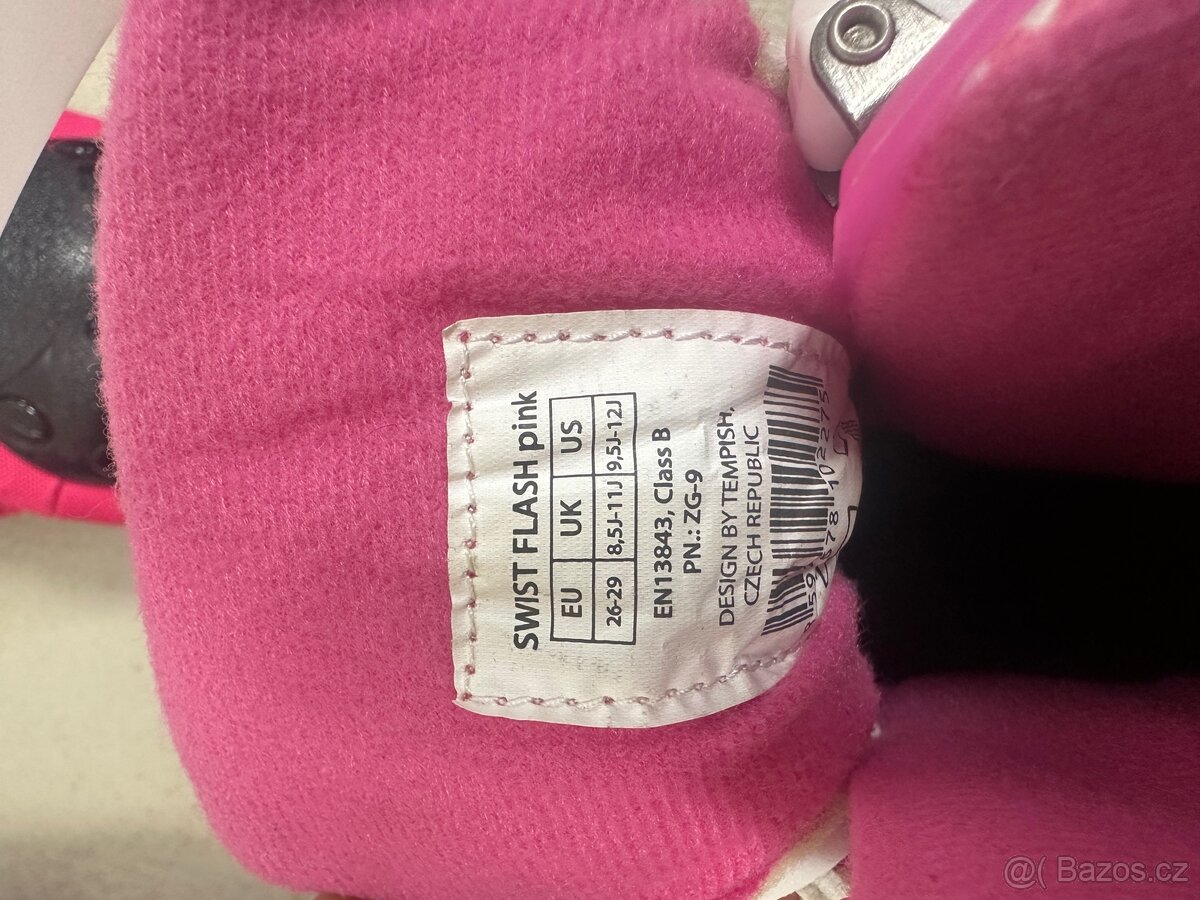 SWIST FLASH pink
EU UK US
26-29 8,5J-11J 9,5J-12J
EN13843, Class B
PN.: ZG-9
DESIGN BY TEMPISH,
CZECH REPUBLIC
@( Bazos.cz